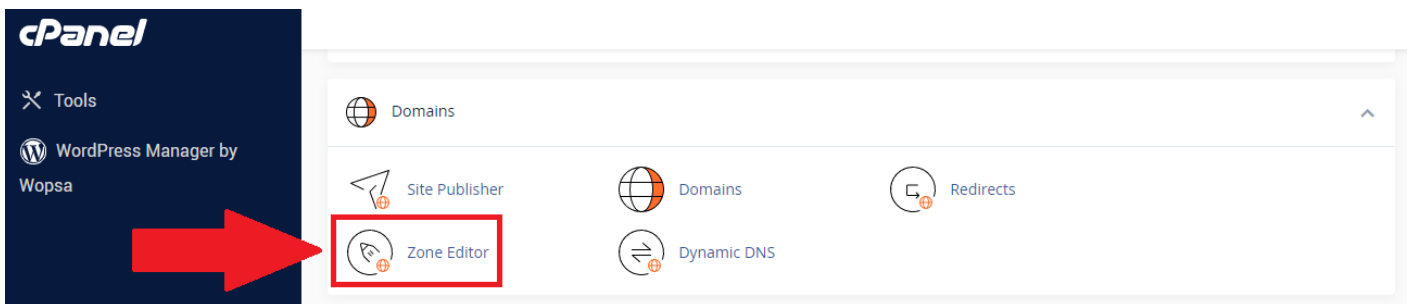 cPanel
Tools
WordPress Manager by
Wopsa
Domains
Site Publisher
Domains
Redirects
Zone Editor
Dynamic DNS